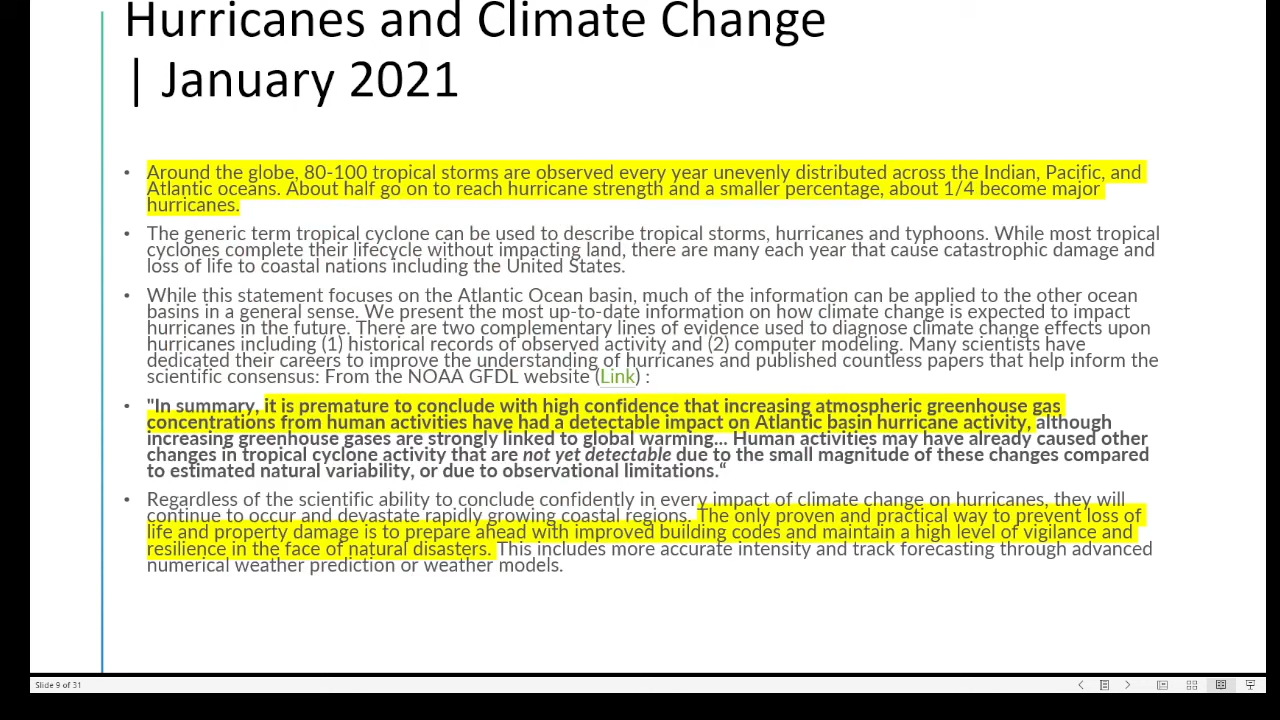 Hurricanes and Climate Change
| January 2021
• Around the globe, 80-100 tropical storms are observed every year unevenly distributed across the Indian, Pacific, and
Atlantic oceans. About half go on to reach hurricane strength and a smaller percentage, about 1/4 become major
hurricanes.
• The generic term tropical cyclone can be used to describe tropical storms, hurricanes and typhoons. While most tropical
cyclones complete their lifecycle without impacting land, there are many each year that cause catastrophic damage and
loss of life to coastal nations including the United States.
• While this statement focuses on the Atlantic Ocean basin, much of the information can be applied to the other ocean
basins in a general sense. We present the most up-to-date information on how climate change is expected to impact
hurricanes in the future. There are two complementary lines of evidence used to diagnose climate change effects upon
hurricanes including (1) historical records of observed activity and (2) computer modeling. Many scientists have
dedicated their careers to improve the understanding of hurricanes and published countless papers that help inform the
scientific consensus: From the NOAA GFDL website (Link) :
• "In summary, it is premature to conclude with high confidence that increasing atmospheric greenhouse gas
concentrations from human activities have had a detectable impact on Atlantic basin hurricane activity, although
increasing greenhouse gases are strongly linked to global warming... Human activities may have already caused other
changes in tropical cyclone activity that are not yet detectable due to the small magnitude of these changes compared
to estimated natural variability, or due to observational limitations.“
• Regardless of the scientific ability to conclude confidently in every impact of climate change on hurricanes, they will
continue to occur and devastate rapidly growing coastal regions. The only proven and practical way to prevent loss of
life and property damage is to prepare ahead with improved building codes and maintain a high level of vigilance and
resilience in the face of natural disasters. This includes more accurate intensity and track forecasting through advanced
numerical weather prediction or weather models.
Slide 9 of 31